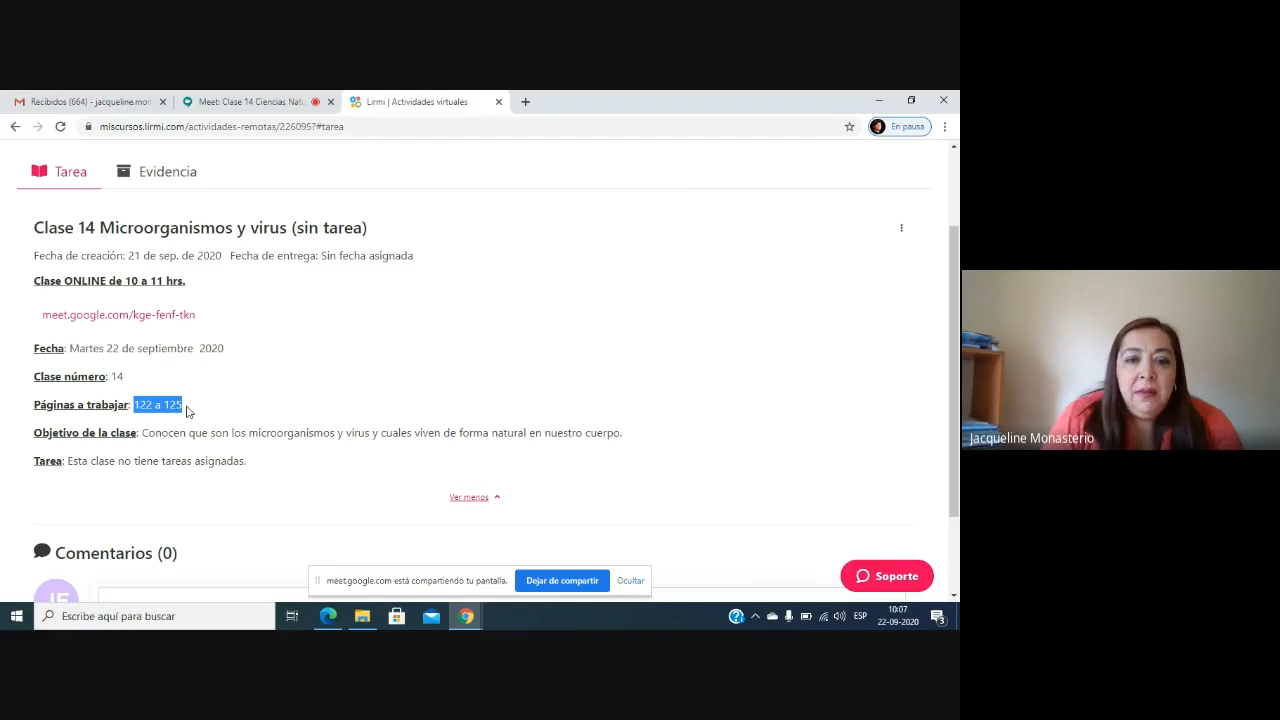 Recibidos (664) - jacqueline.mon
Meet: Clase 14 Ciencias Natu
Lirmi | Actividades virtuales
miscursos.lirmi.com/actividades-remotas/226095?#tarea
En pausa
Tarea
Evidencia
Clase 14 Microorganismos y virus (sin tarea)
Fecha de creación: 21 de sep. de 2020 Fecha de entrega: Sin fecha asignada
Clase ONLINE de 10 a 11 hrs.
meet.google.com/kge-fenf-tkn
Fecha: Martes 22 de septiembre 2020
Clase número: 14
Páginas a trabajar: 122 a 125
Objetivo de la clase: Conocen que son los microorganismos y virus y cuales viven de forma natural en nuestro cuerpo.
Tarea: Esta clase no tiene tareas asignadas.
Ver menos
Comentarios (0)
JF
meet.google.com está compartiendo tu pantalla.
Dejar de compartir
Ocultar
Soporte
Escribe aquí para buscar
ESP
10:07
22-09-2020
3
Jacqueline Monasterio